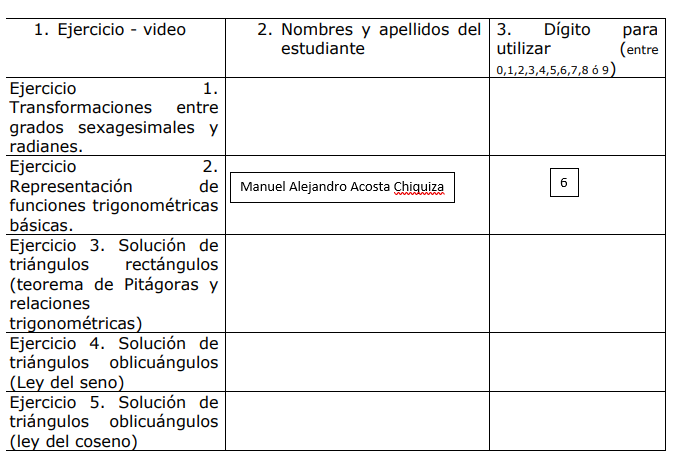 1. Ejercicio - video
2. Nombres y apellidos del
estudiante
3. Dígito para
utilizar (entre
0,1,2,3,4,5,6,7,8 ó 9)
Ejercicio 1.
Transformaciones entre
grados sexagesimales y
radianes.
Ejercicio 2.
Representación de
funciones trigonométricas
básicas.
Manuel Alejandro Acosta Chiquiza
6
Ejercicio 3. Solución de
triángulos rectángulos
(teorema de Pitágoras y
relaciones
trigonométricas)
Ejercicio 4. Solución de
triángulos oblicuángulos
(Ley del seno)
Ejercicio 5. Solución de
triángulos oblicuángulos
(ley del coseno)